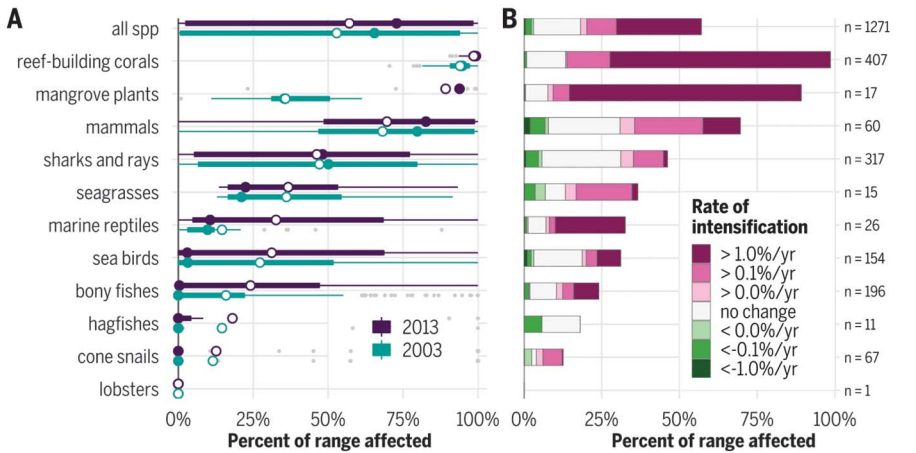 A
B
all spp
reef-building corals
mangrove plants
mammals
sharks and rays
seagrasses
marine reptiles
sea birds
bony fishes
hagfishes
cone snails
lobsters
2013
2003
0% 25% 50% 75% 100%
Percent of range affected
n = 1271
n = 407
n = 17
n = 60
n = 317
n = 15
n = 26
n = 154
n = 196
n = 11
n = 67
n = 1
Rate of
intensification
> 1.0%/yr
> 0.1%/yr
> 0.0%/yr
no change
< 0.0%/yr
<-0.1%/yr
<-1.0%/yr
0% 25% 50% 75% 100%
Percent of range affected